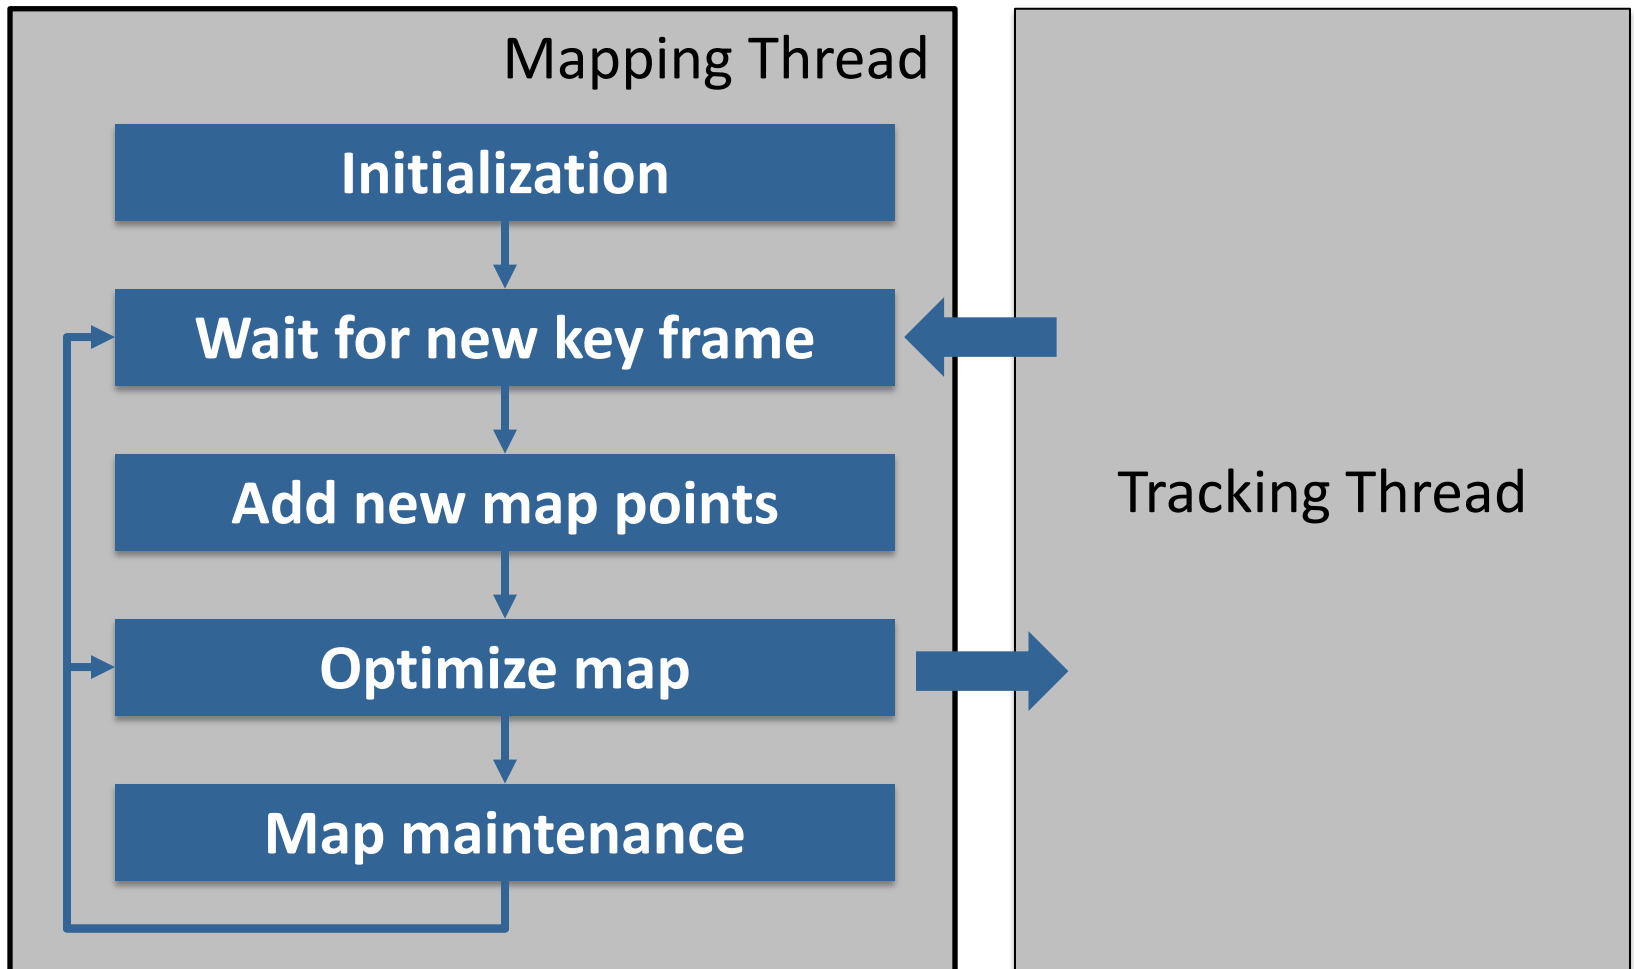 Mapping Thread
Initialization
Wait for new key frame
Add new map points
Optimize map
Map maintenance
Tracking Thread